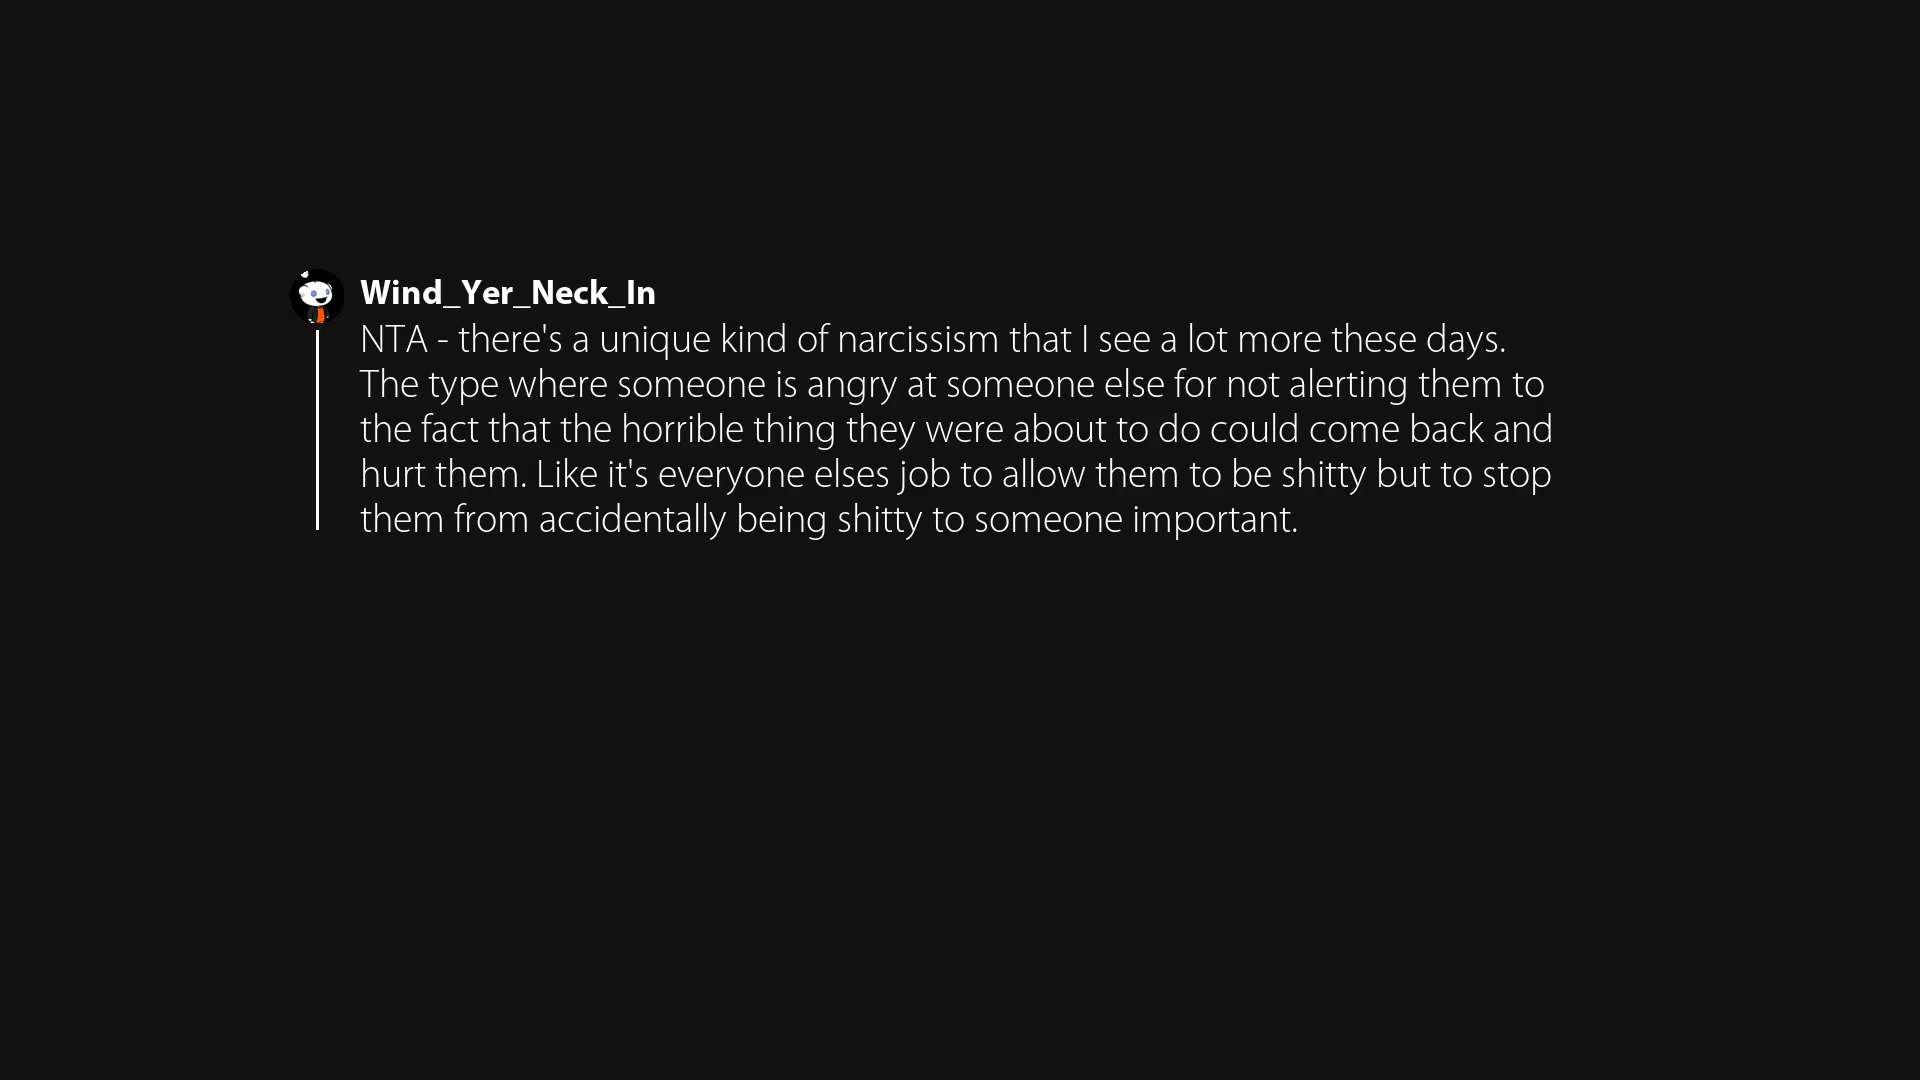 Wind_Yer_Neck_In
NTA - there's a unique kind of narcissism that I see a lot more these days.
The type where someone is angry at someone else for not alerting them to
the fact that the horrible thing they were about to do could come back and
hurt them. Like it's everyone elses job to allow them to be shitty but to stop
them from accidentally being shitty to someone important.